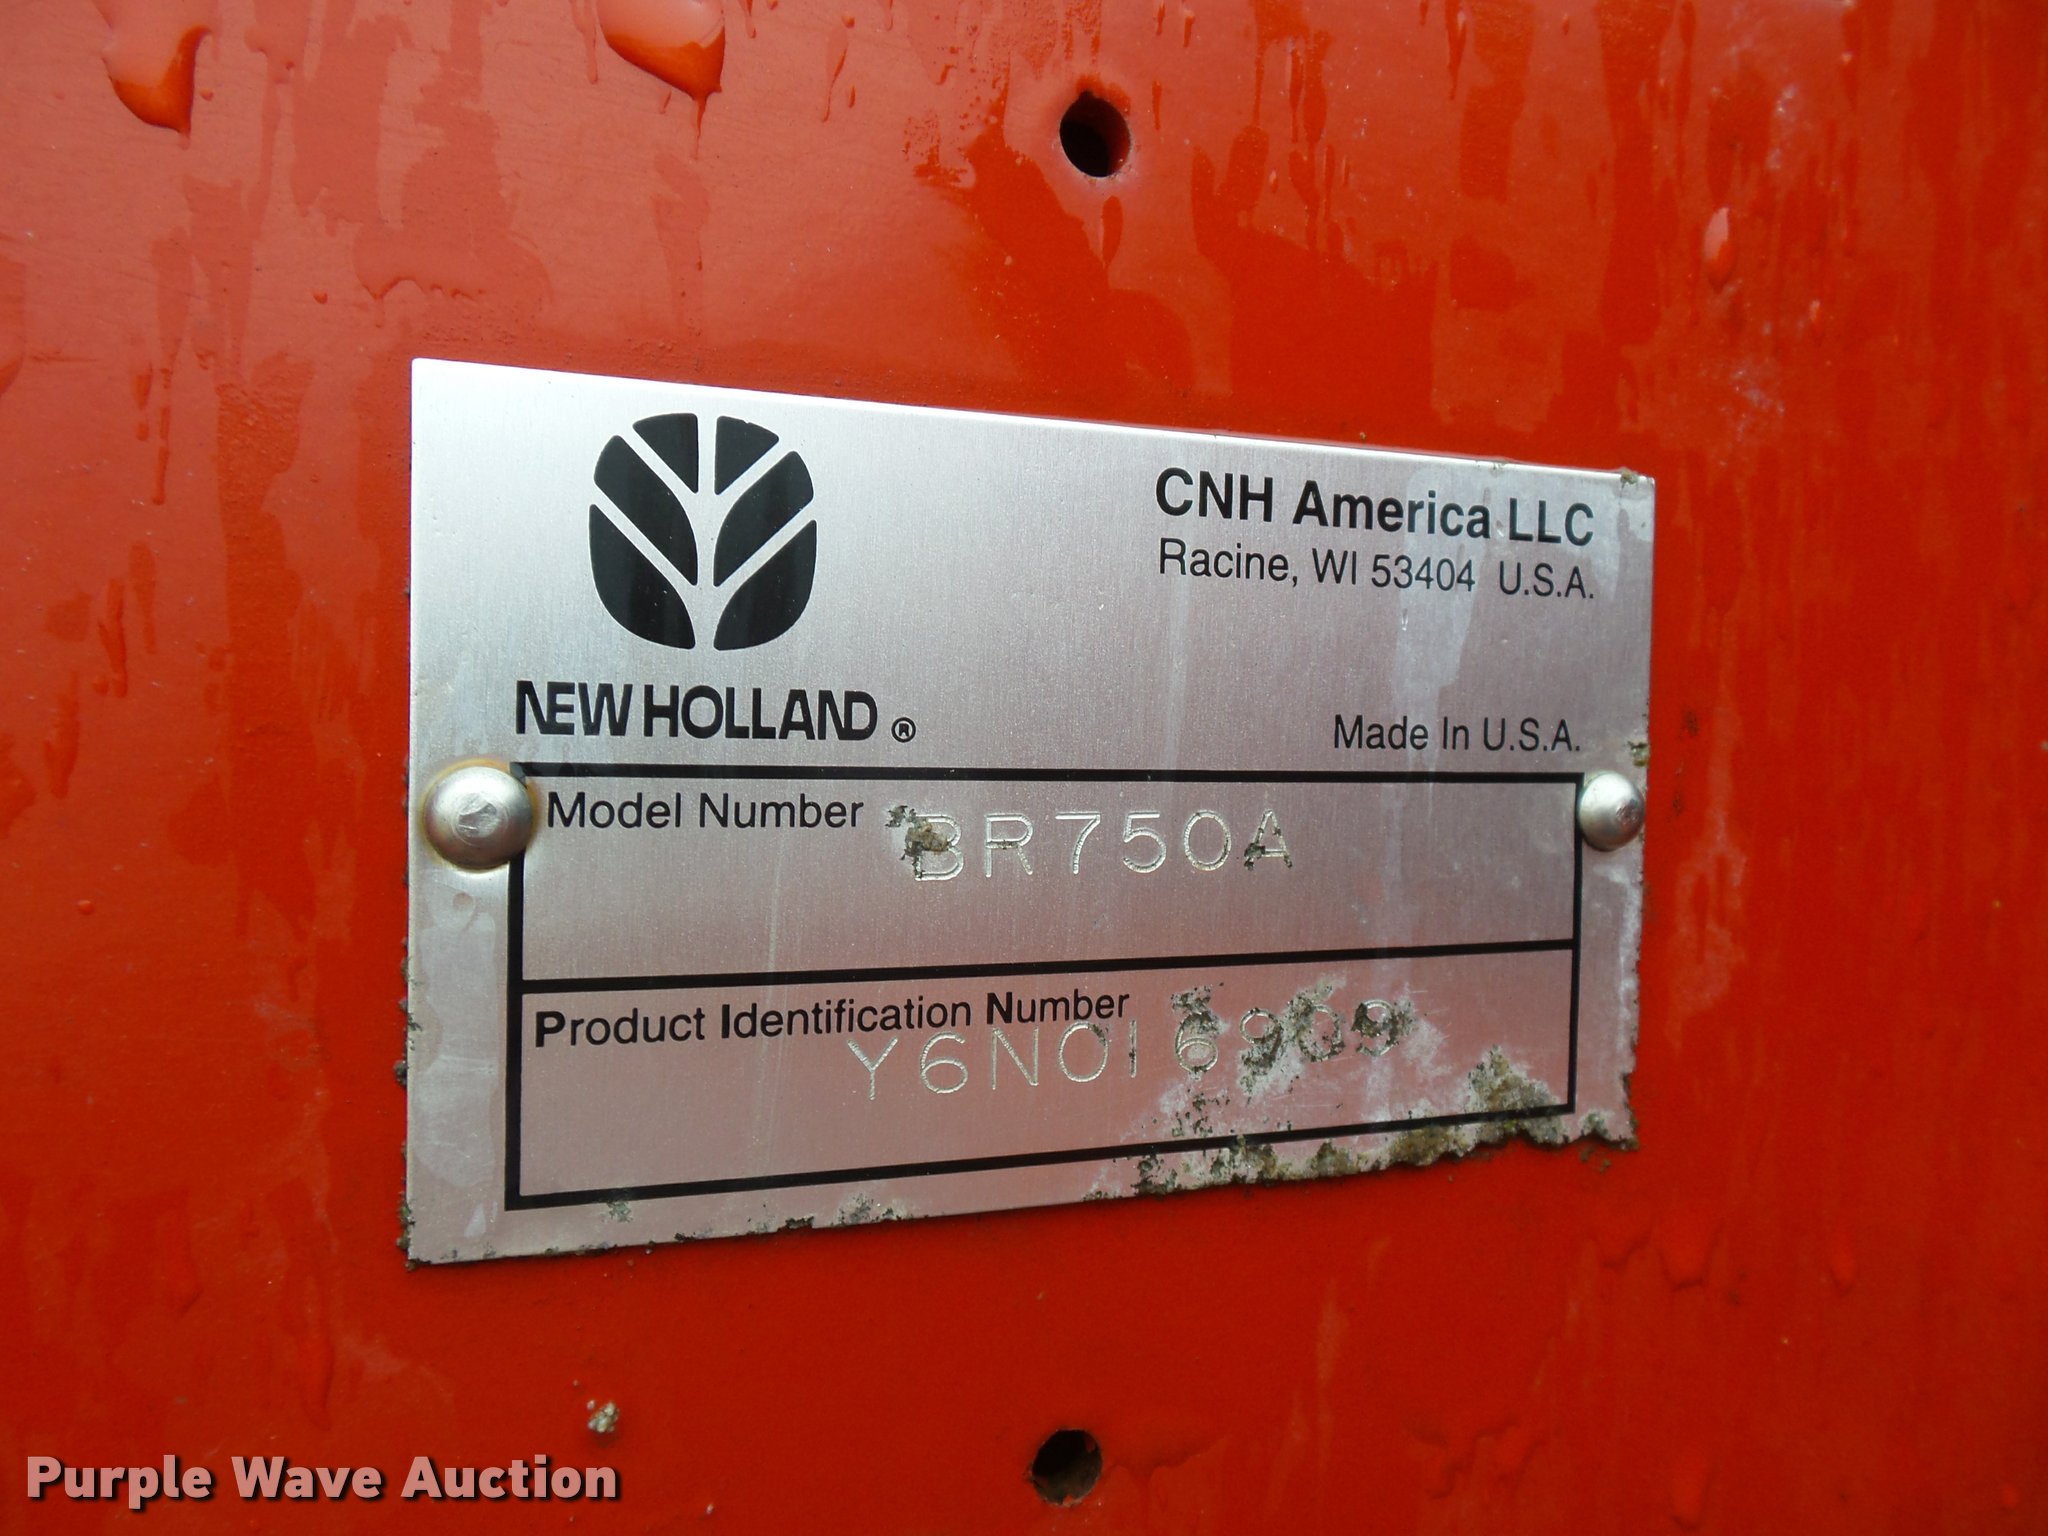 CNH America LLC
Racine, WI 53404 U.S.A.
NEW HOLLAND ®
Made In U.S.A.
Model Number BR750A
Product Identification Number
Y6N016909
Purple Wave Auction